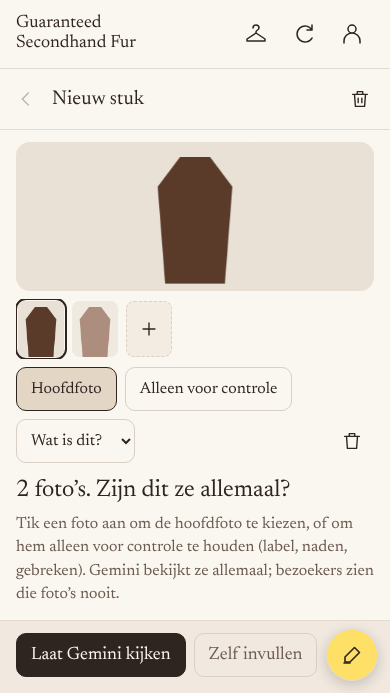 Guaranteed
Secondhand Fur
Nieuw stuk
Hoofdfoto
Alleen voor controle
Wat is dit?
2 foto’s. Zijn dit ze allemaal?
Tik een foto aan om de hoofdfoto te kiezen, of om
hem alleen voor controle te houden (label, naden,
gebreken). Gemini bekijkt ze allemaal; bezoekers zien
die foto’s nooit.
Laat Gemini kijken
Zelf invullen